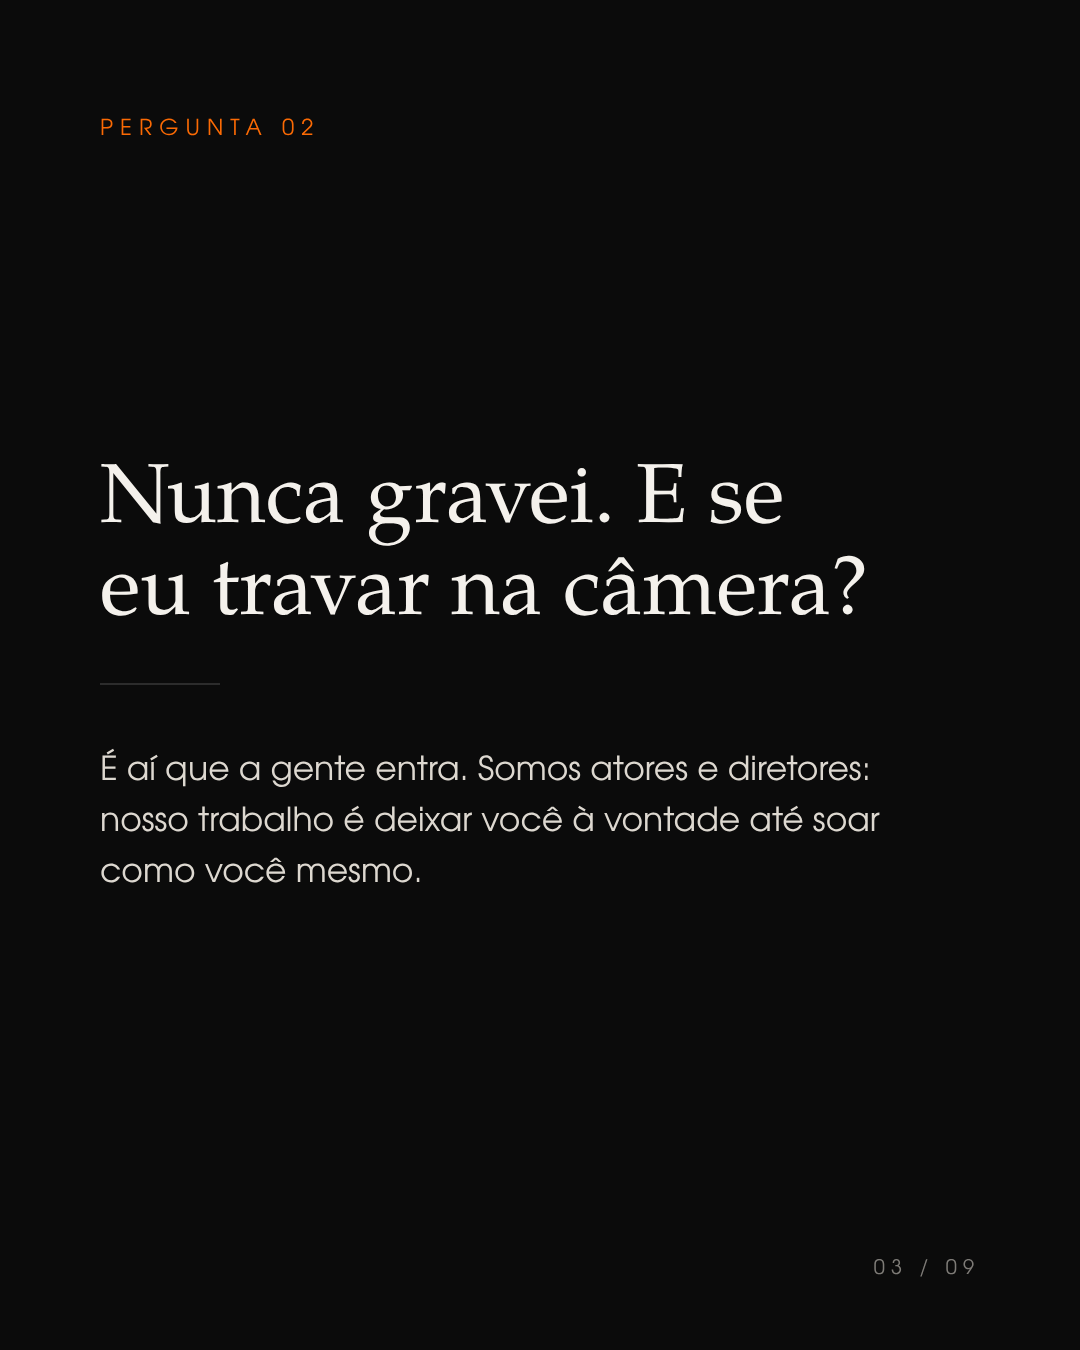 PERGUNTA 02
Nunca gravei. E se
eu travar na câmera?
É aí que a gente entra. Somos atores e diretores:
nosso trabalho é deixar você à vontade até soar
como você mesmo.
03 / 09